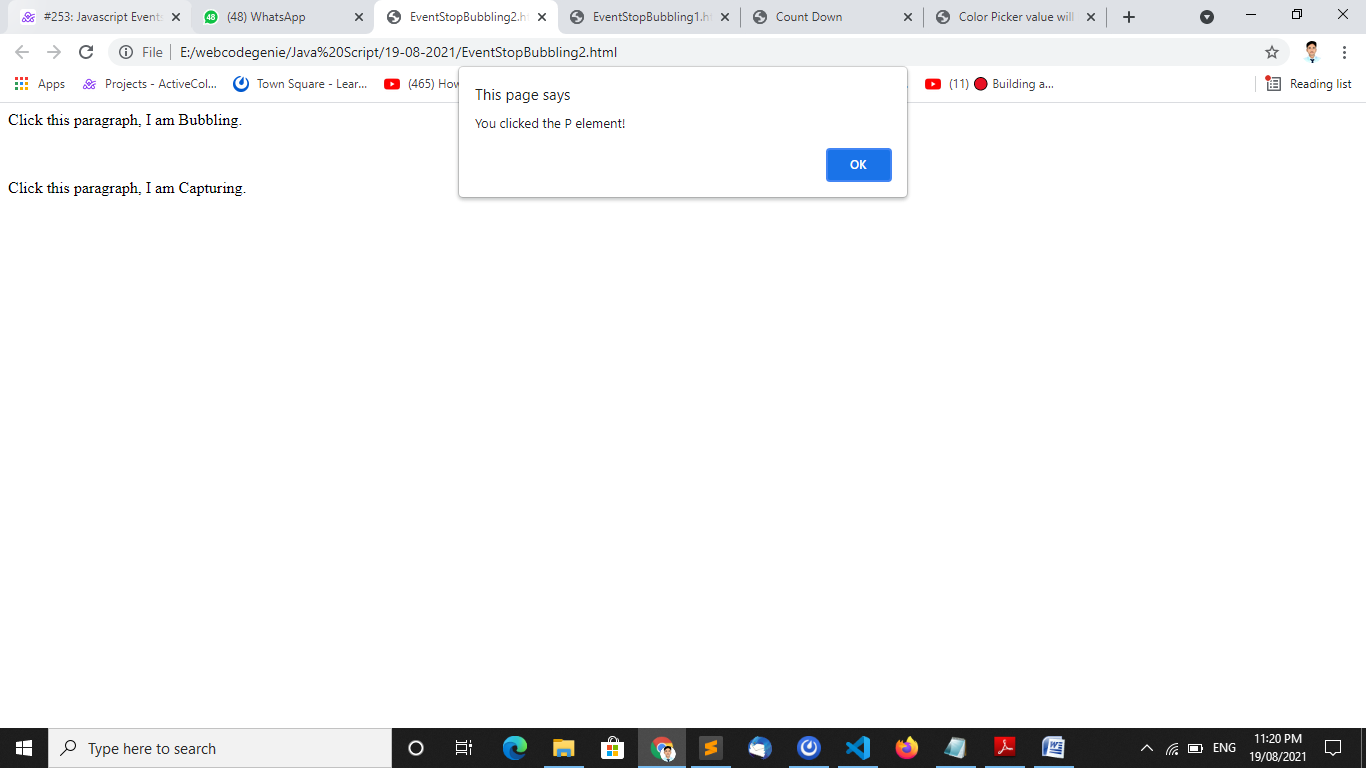 #253: Javascript Event
(48) WhatsApp
EventStopBubbling2.h
EventStopBubbling1.h
Count Down
Color Picker value will
File
E:/webcodegenie/Java%20Script/19-08-2021/EventStopBubbling2.html
Apps
Projects - ActiveCol...
Town Square - Lear...
(465) How
(11)
Building a...
Reading list
This page says
You clicked the P element!
OK
Click this paragraph, I am Bubbling.
Click this paragraph, I am Capturing.
Type here to search
ENG
11:20 PM
19/08/2021